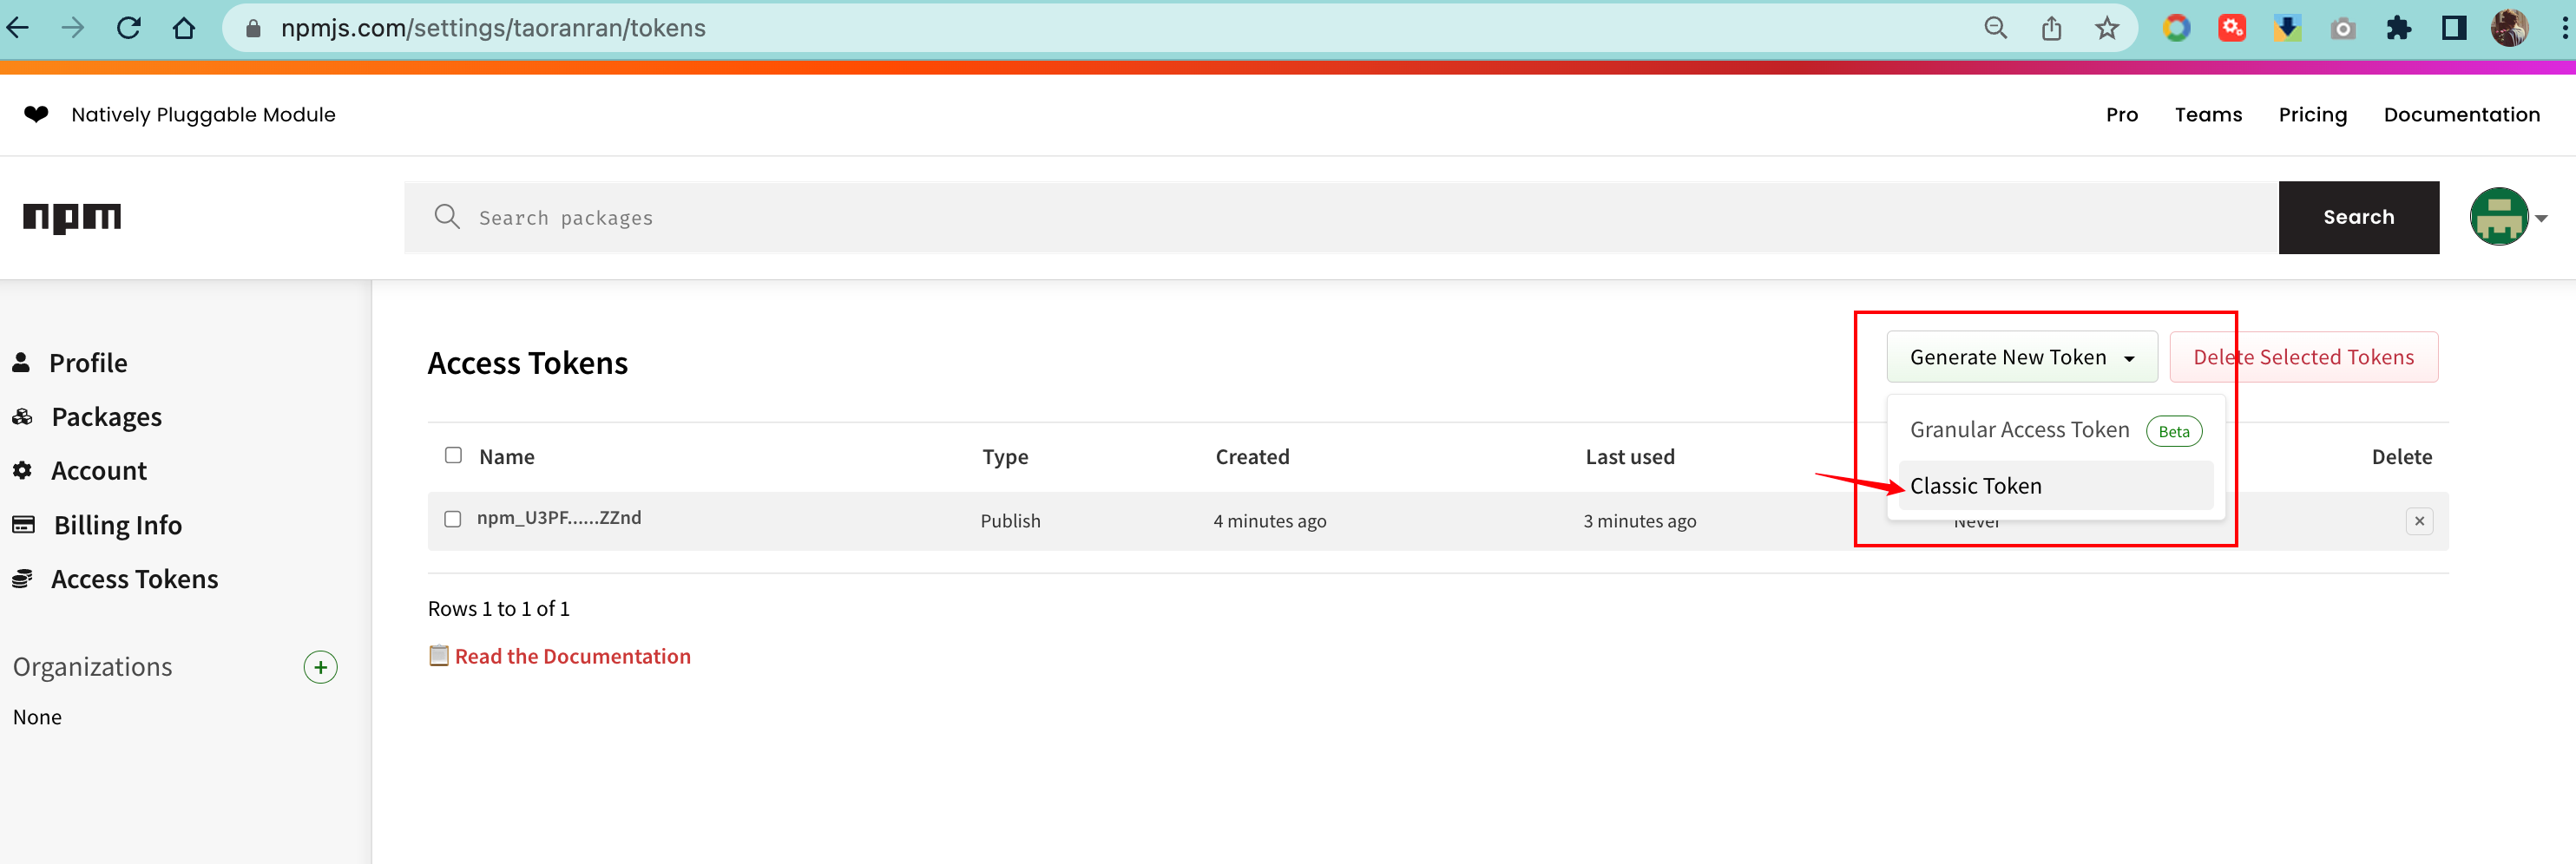 npmjs.com/settings/taoranran/tokens
Natively Pluggable Module
Pro Teams Pricing Documentation
npm
Search packages
Search
Profile
Packages
Account
Billing Info
Access Tokens
Organizations
None
Access Tokens
Generate New Token
Delete Selected Tokens
Granular Access Token Beta
Classic Token
Name Type Created Last used Delete
npm_U3PF......ZZnd Publish 4 minutes ago 3 minutes ago Never
Rows 1 to 1 of 1
Read the Documentation